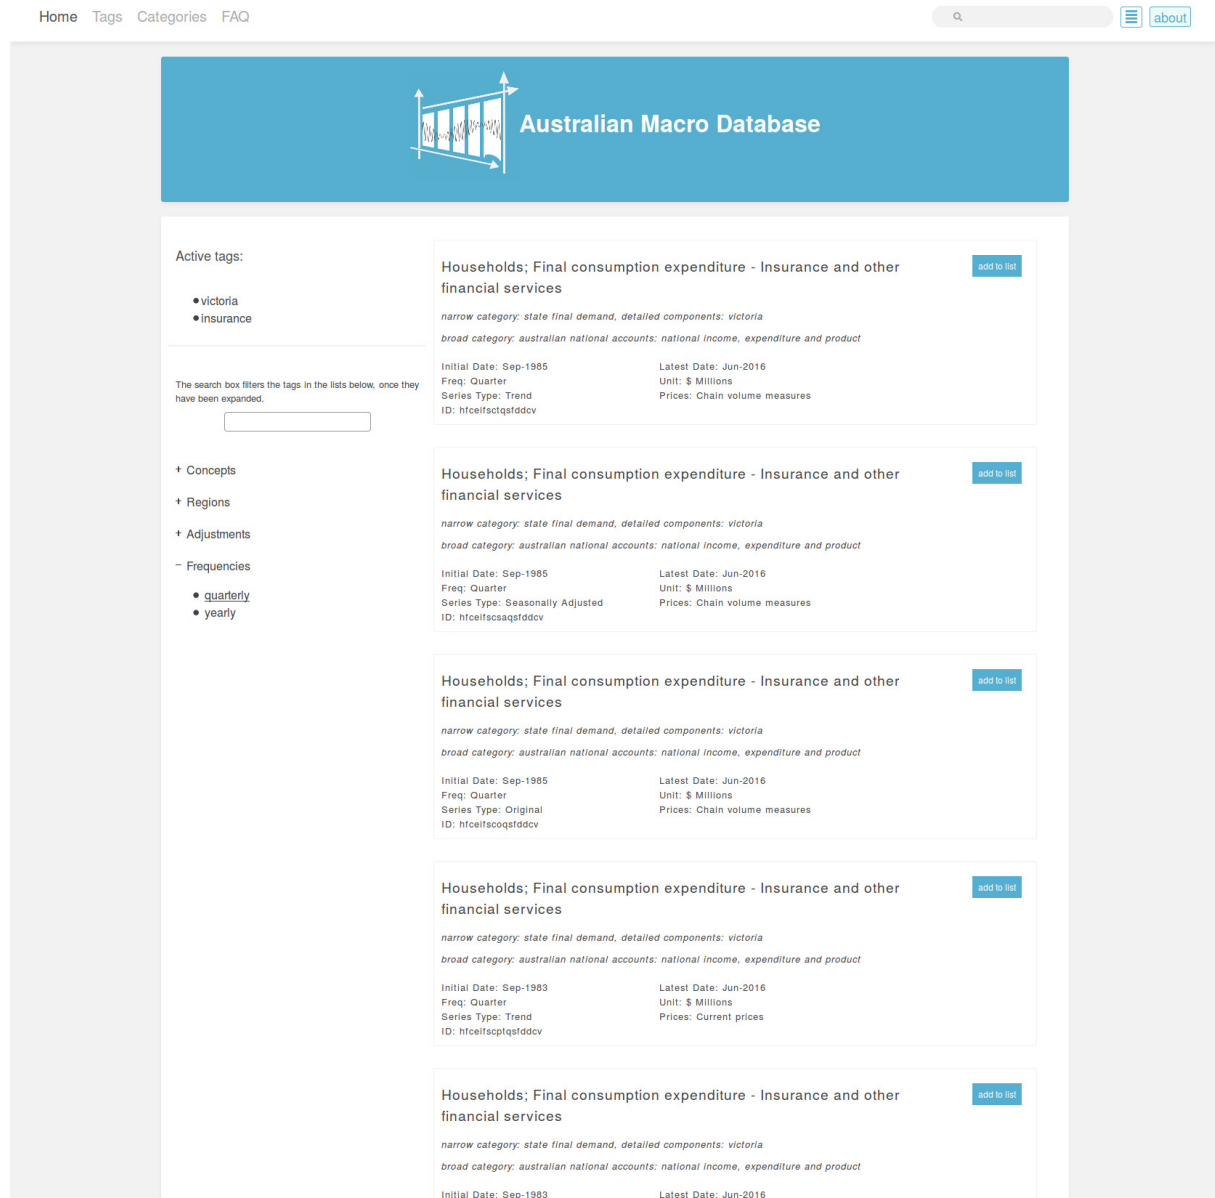 Home Tags Categories FAQ about
Australian Macro Database
Active tags:
victoria
insurance
The search box filters the tags in the lists below, once they
have been expanded.
+ Concepts
+ Regions
+ Adjustments
− Frequencies
quarterly
yearly
Households; Final consumption expenditure - Insurance and other
financial services
add to list
narrow category: state final demand, detailed components: victoria
broad category: australian national accounts: national income, expenditure and product
Initial Date: Sep-1985 Latest Date: Jun-2016
Freq: Quarter Unit: $ Millions
Series Type: Trend Prices: Chain volume measures
ID: hfceifsctqsfddcv
Households; Final consumption expenditure - Insurance and other
financial services
add to list
narrow category: state final demand, detailed components: victoria
broad category: australian national accounts: national income, expenditure and product
Initial Date: Sep-1985 Latest Date: Jun-2016
Freq: Quarter Unit: $ Millions
Series Type: Seasonally Adjusted Prices: Chain volume measures
ID: hfceifscsaqsfddcv
Households; Final consumption expenditure - Insurance and other
financial services
add to list
narrow category: state final demand, detailed components: victoria
broad category: australian national accounts: national income, expenditure and product
Initial Date: Sep-1985 Latest Date: Jun-2016
Freq: Quarter Unit: $ Millions
Series Type: Original Prices: Chain volume measures
ID: hfceifscoqsfddcv
Households; Final consumption expenditure - Insurance and other
financial services
add to list
narrow category: state final demand, detailed components: victoria
broad category: australian national accounts: national income, expenditure and product
Initial Date: Sep-1983 Latest Date: Jun-2016
Freq: Quarter Unit: $ Millions
Series Type: Trend Prices: Current prices
ID: hfceifscptqsfddcv
Households; Final consumption expenditure - Insurance and other
financial services
add to list
narrow category: state final demand, detailed components: victoria
broad category: australian national accounts: national income, expenditure and product
Initial Date: Sep-1983 Latest Date: Jun-2016